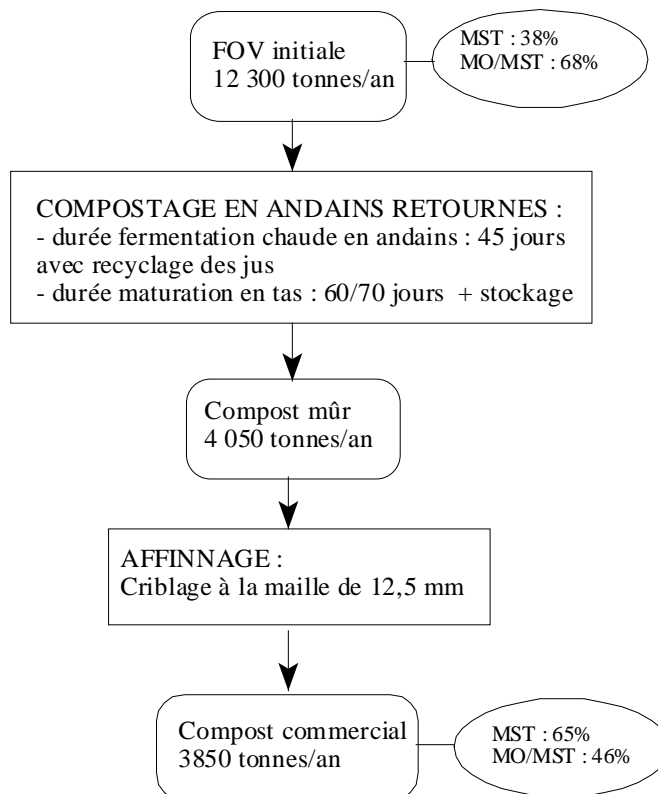 FOV initiale
12 300 tonnes/an
MST : 38%
MO/MST : 68%
COMPOSTAGE EN ANDAINS RETOURNES :
- durée fermentation chaude en andains : 45 jours
avec recyclage des jus
- durée maturation en tas : 60/70 jours + stockage
Compost mûr
4 050 tonnes/an
AFFINNAGE :
Criblage à la maille de 12,5 mm
Compost commercial
3850 tonnes/an
MST : 65%
MO/MST : 46%